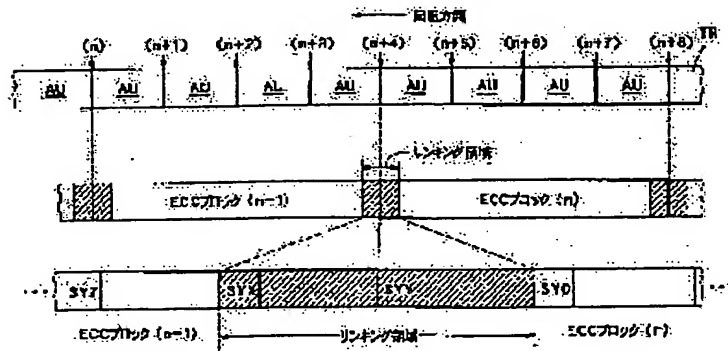 回転方向
(n) (n+1) (n+2) (n+3) (n+4) (n+5) (n+6) (n+7) (n+8) TR
AU AU AU AU AU AU AU AU AU
リンキング領域
ECCブロック(n-1) ECCブロック(n)
SYX SYY SY0
ECCブロック(n-1) リンキング領域 ECCブロック(n)